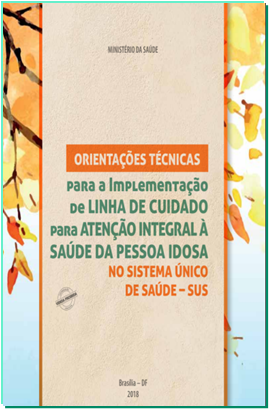 MINISTÉRIO DA SAÚDE
ORIENTAÇÕES TÉCNICAS
para a Implementação
de LINHA DE CUIDADO
para ATENÇÃO INTEGRAL À
SAÚDE DA PESSOA IDOSA
NO SISTEMA ÚNICO
DE SAÚDE – SUS
Brasília – DF
2018